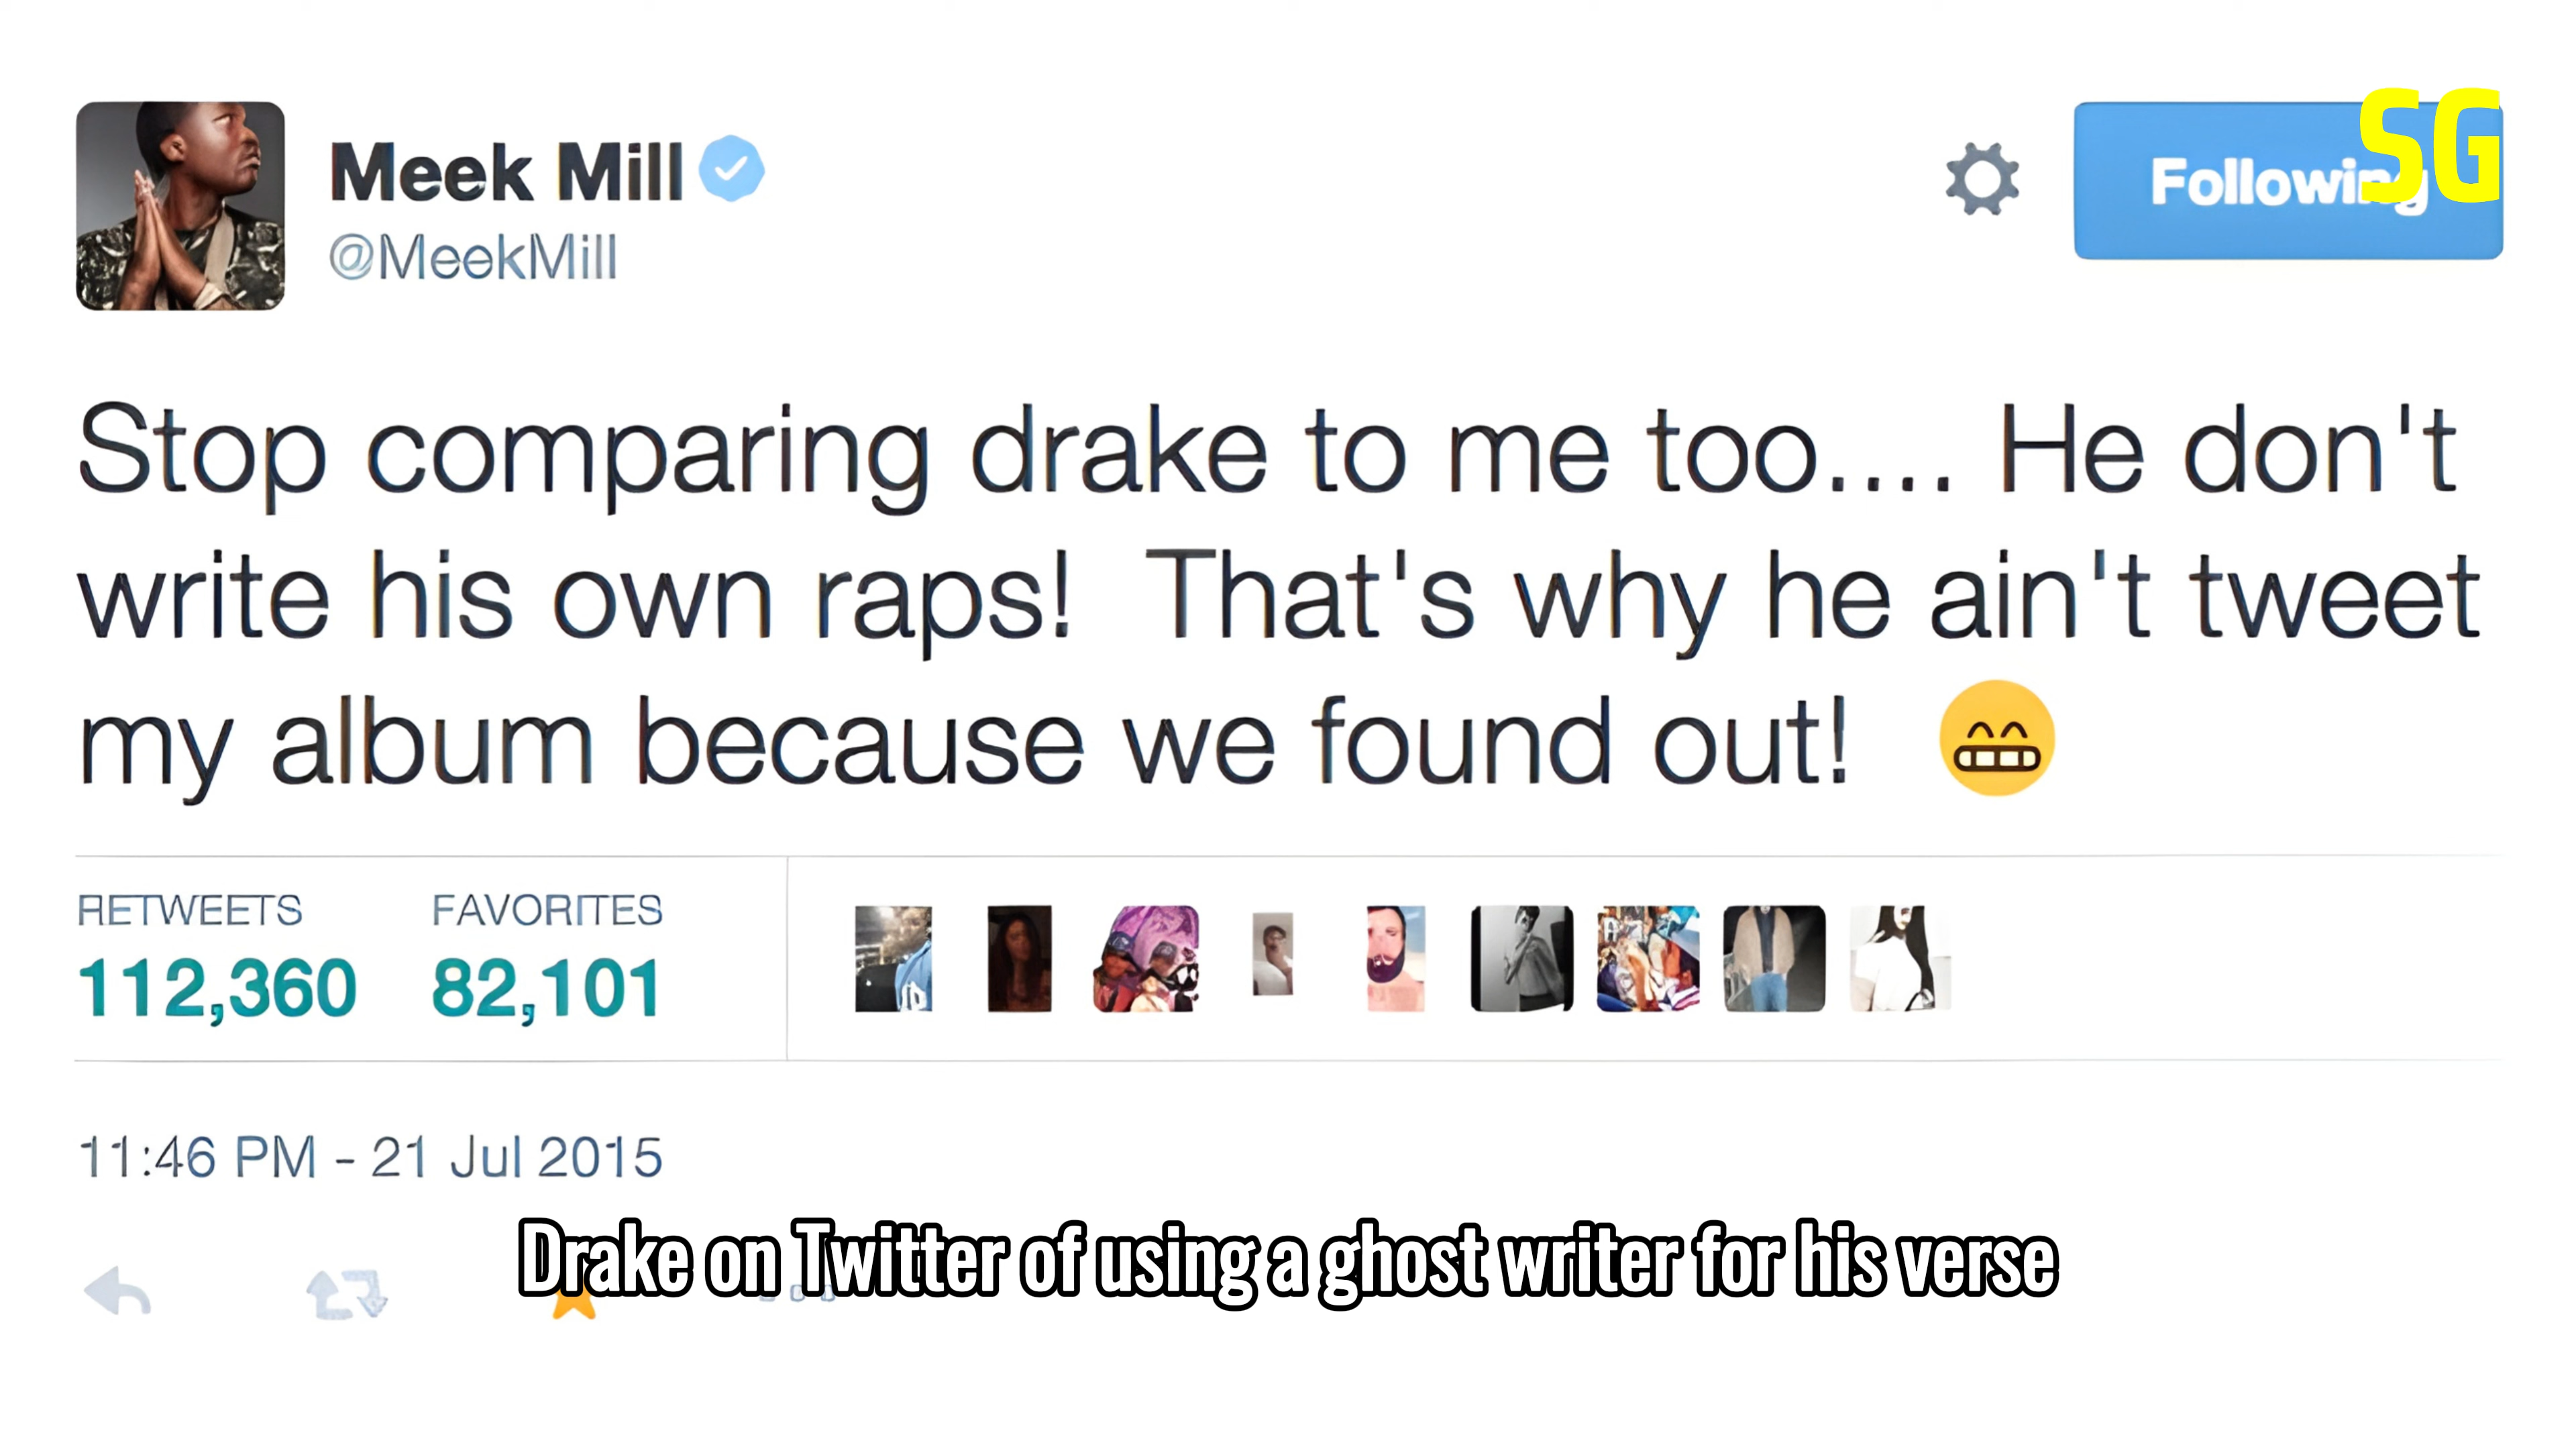 Meek Mill
@MeekMill
Following
SG
Stop comparing drake to me too.... He don't
write his own raps!  That's why he ain't tweet
my album because we found out! 😁
RETWEETS FAVORITES
112,360 82,101
11:46 PM - 21 Jul 2015
Drake on Twitter of using a ghost writer for his verse